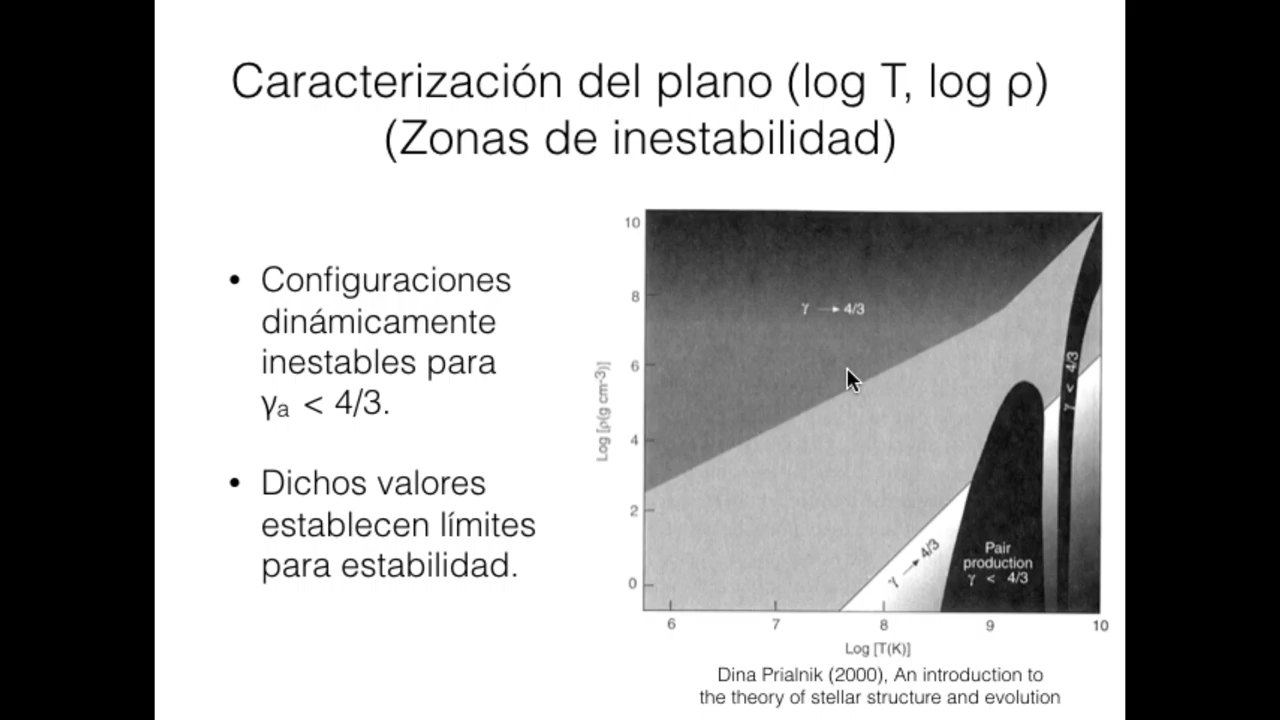 Caracterización del plano (log T, log ρ)
(Zonas de inestabilidad)
• Configuraciones
dinámicamente
inestables para
γₐ < 4/3.
• Dichos valores
establecen límites
para estabilidad.
10
8
6
4
2
0
Log [ρ(g cm⁻³)]
γ → 4/3
γ < 4/3
γ → 4/3
Pair
production
γ < 4/3
6 7 8 9 10
Log [T(K)]
Dina Prialnik (2000), An introduction to
the theory of stellar structure and evolution